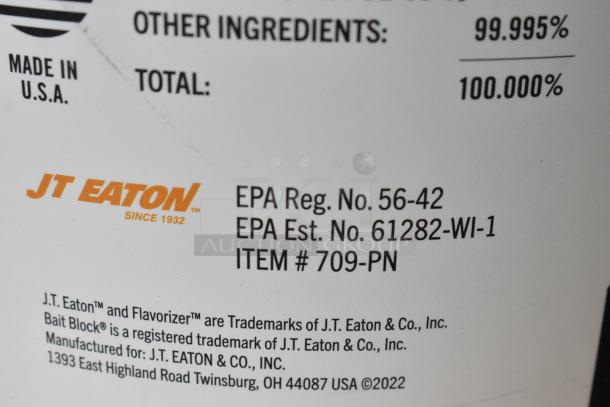 OTHER INGREDIENTS: 99.995%
MADE IN
U.S.A.
TOTAL: 100.000%
JT EATON™
SINCE 1932
EPA Reg. No. 56-42
EPA Est. No. 61282-WI-1
AUCTION GROUP
ITEM # 709-PN
J.T. Eaton™ and Flavorizer™ are Trademarks of J.T. Eaton & Co., Inc.
Bait Block® is a registered trademark of J.T. Eaton & Co., Inc.
Manufactured for: J.T. EATON & CO., INC.
1393 East Highland Road Twinsburg, OH 44087 USA ©2022